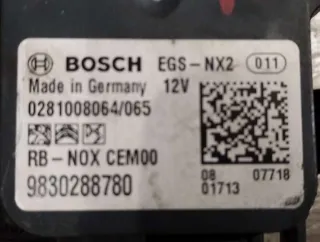 BOSCH EGS-NX2 011
Made in Germany 12V
0281008064/065
RB-NOX CEM00
9830288780
08 07718
01713